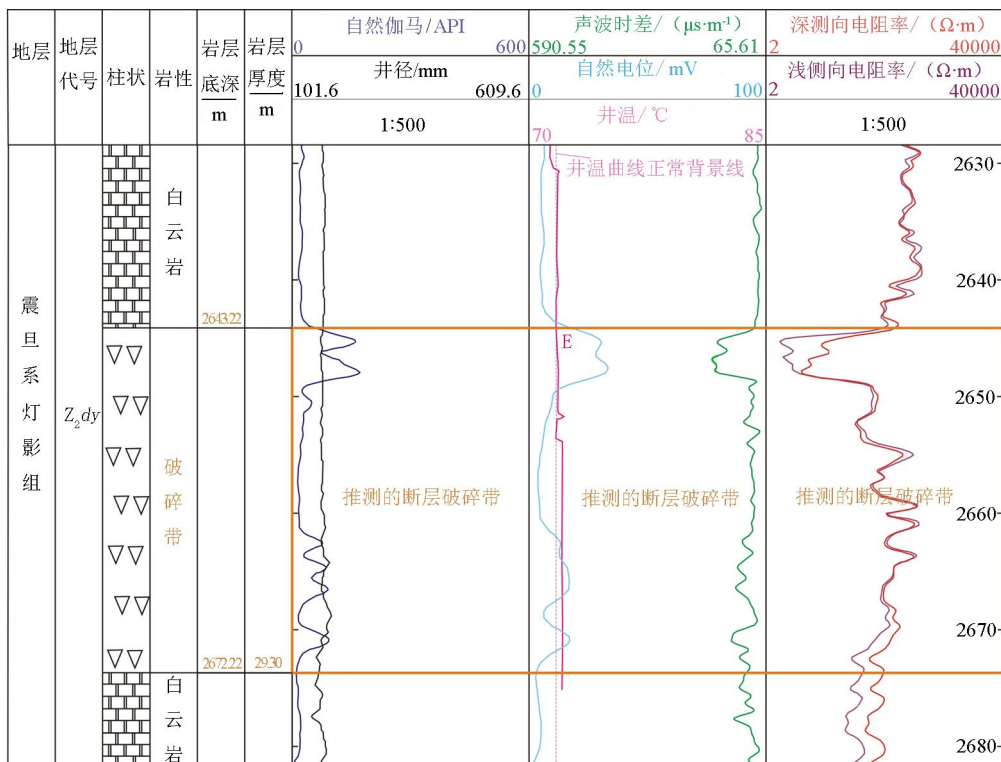 地层
地层
代号
柱状
岩性
岩层
底深
m
岩层
厚度
m
自然伽马/API
0 600
井径/mm
101.6 609.6
1:500
声波时差/（μs·m⁻¹）
590.55 65.61
自然电位/ mV
0 100
井温/ ℃
70 85
深测向电阻率/（Ω·m）
2 40000
浅侧向电阻率/（Ω·m）
2 40000
1:500
井温曲线正常背景线
2630
2640
2650
2660
2670
2680
震旦系灯影组
Z₂dy
白云岩
2643.22
E
破碎带
推测的断层破碎带
推测的断层破碎带
推测的断层破碎带
2672.22
29.30
白云岩